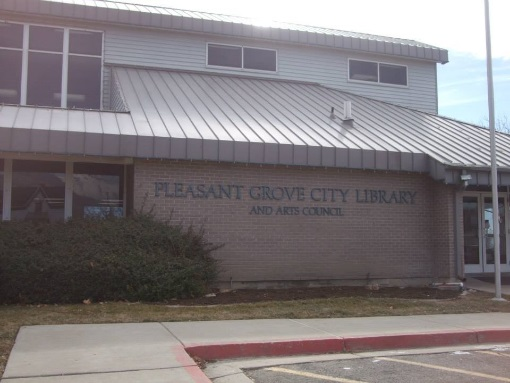 PLEASANT GROVE CITY LIBRARY
AND ARTS COUNCIL